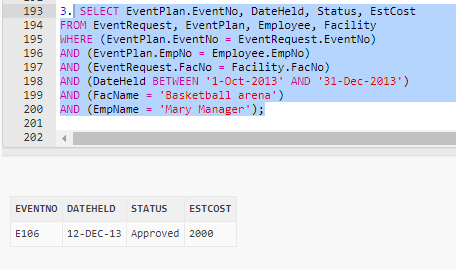 193 3. SELECT EventPlan.EventNo, DateHeld, Status, EstCost
194 FROM EventRequest, EventPlan, Employee, Facility
195 WHERE (EventPlan.EventNo = EventRequest.EventNo)
196 AND (EventPlan.EmpNo = Employee.EmpNo)
197 AND (EventRequest.FacNo = Facility.FacNo)
198 AND (DateHeld BETWEEN '1-Oct-2013' AND '31-Dec-2013')
199 AND (FacName = 'Basketball arena')
200 AND (EmpName = 'Mary Manager');
201
202
EVENTNO DATEHELD STATUS ESTCOST
E106 12-DEC-13 Approved 2000